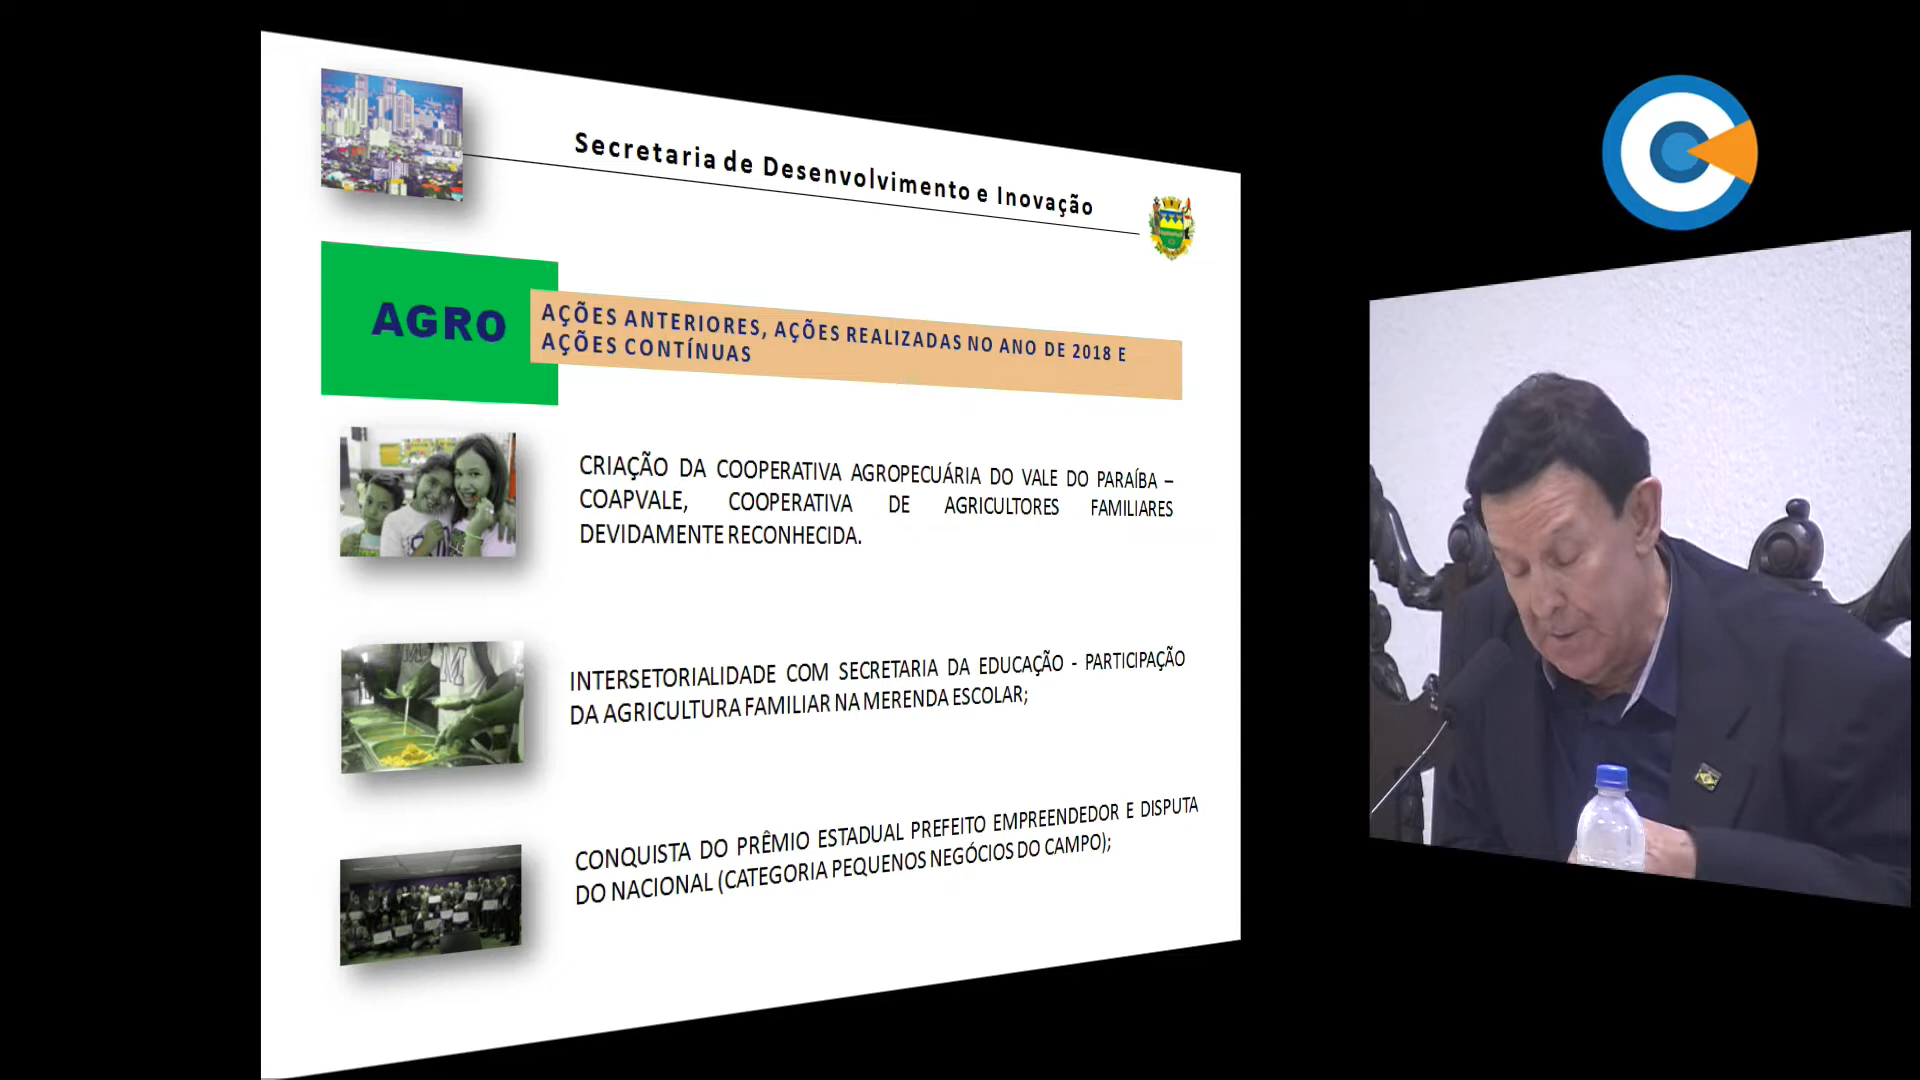 Secretaria de Desenvolvimento e Inovação
AGRO
AÇÕES ANTERIORES, AÇÕES REALIZADAS NO ANO DE 2018 E
AÇÕES CONTÍNUAS
CRIAÇÃO DA COOPERATIVA AGROPECUÁRIA DO VALE DO PARAÍBA –
COAPVALE, COOPERATIVA DE AGRICULTORES FAMILIARES
DEVIDAMENTE RECONHECIDA.
INTERSETORIALIDADE COM SECRETARIA DA EDUCAÇÃO - PARTICIPAÇÃO
DA AGRICULTURA FAMILIAR NA MERENDA ESCOLAR;
CONQUISTA DO PRÊMIO ESTADUAL PREFEITO EMPREENDEDOR E DISPUTA
DO NACIONAL (CATEGORIA PEQUENOS NEGÓCIOS DO CAMPO);